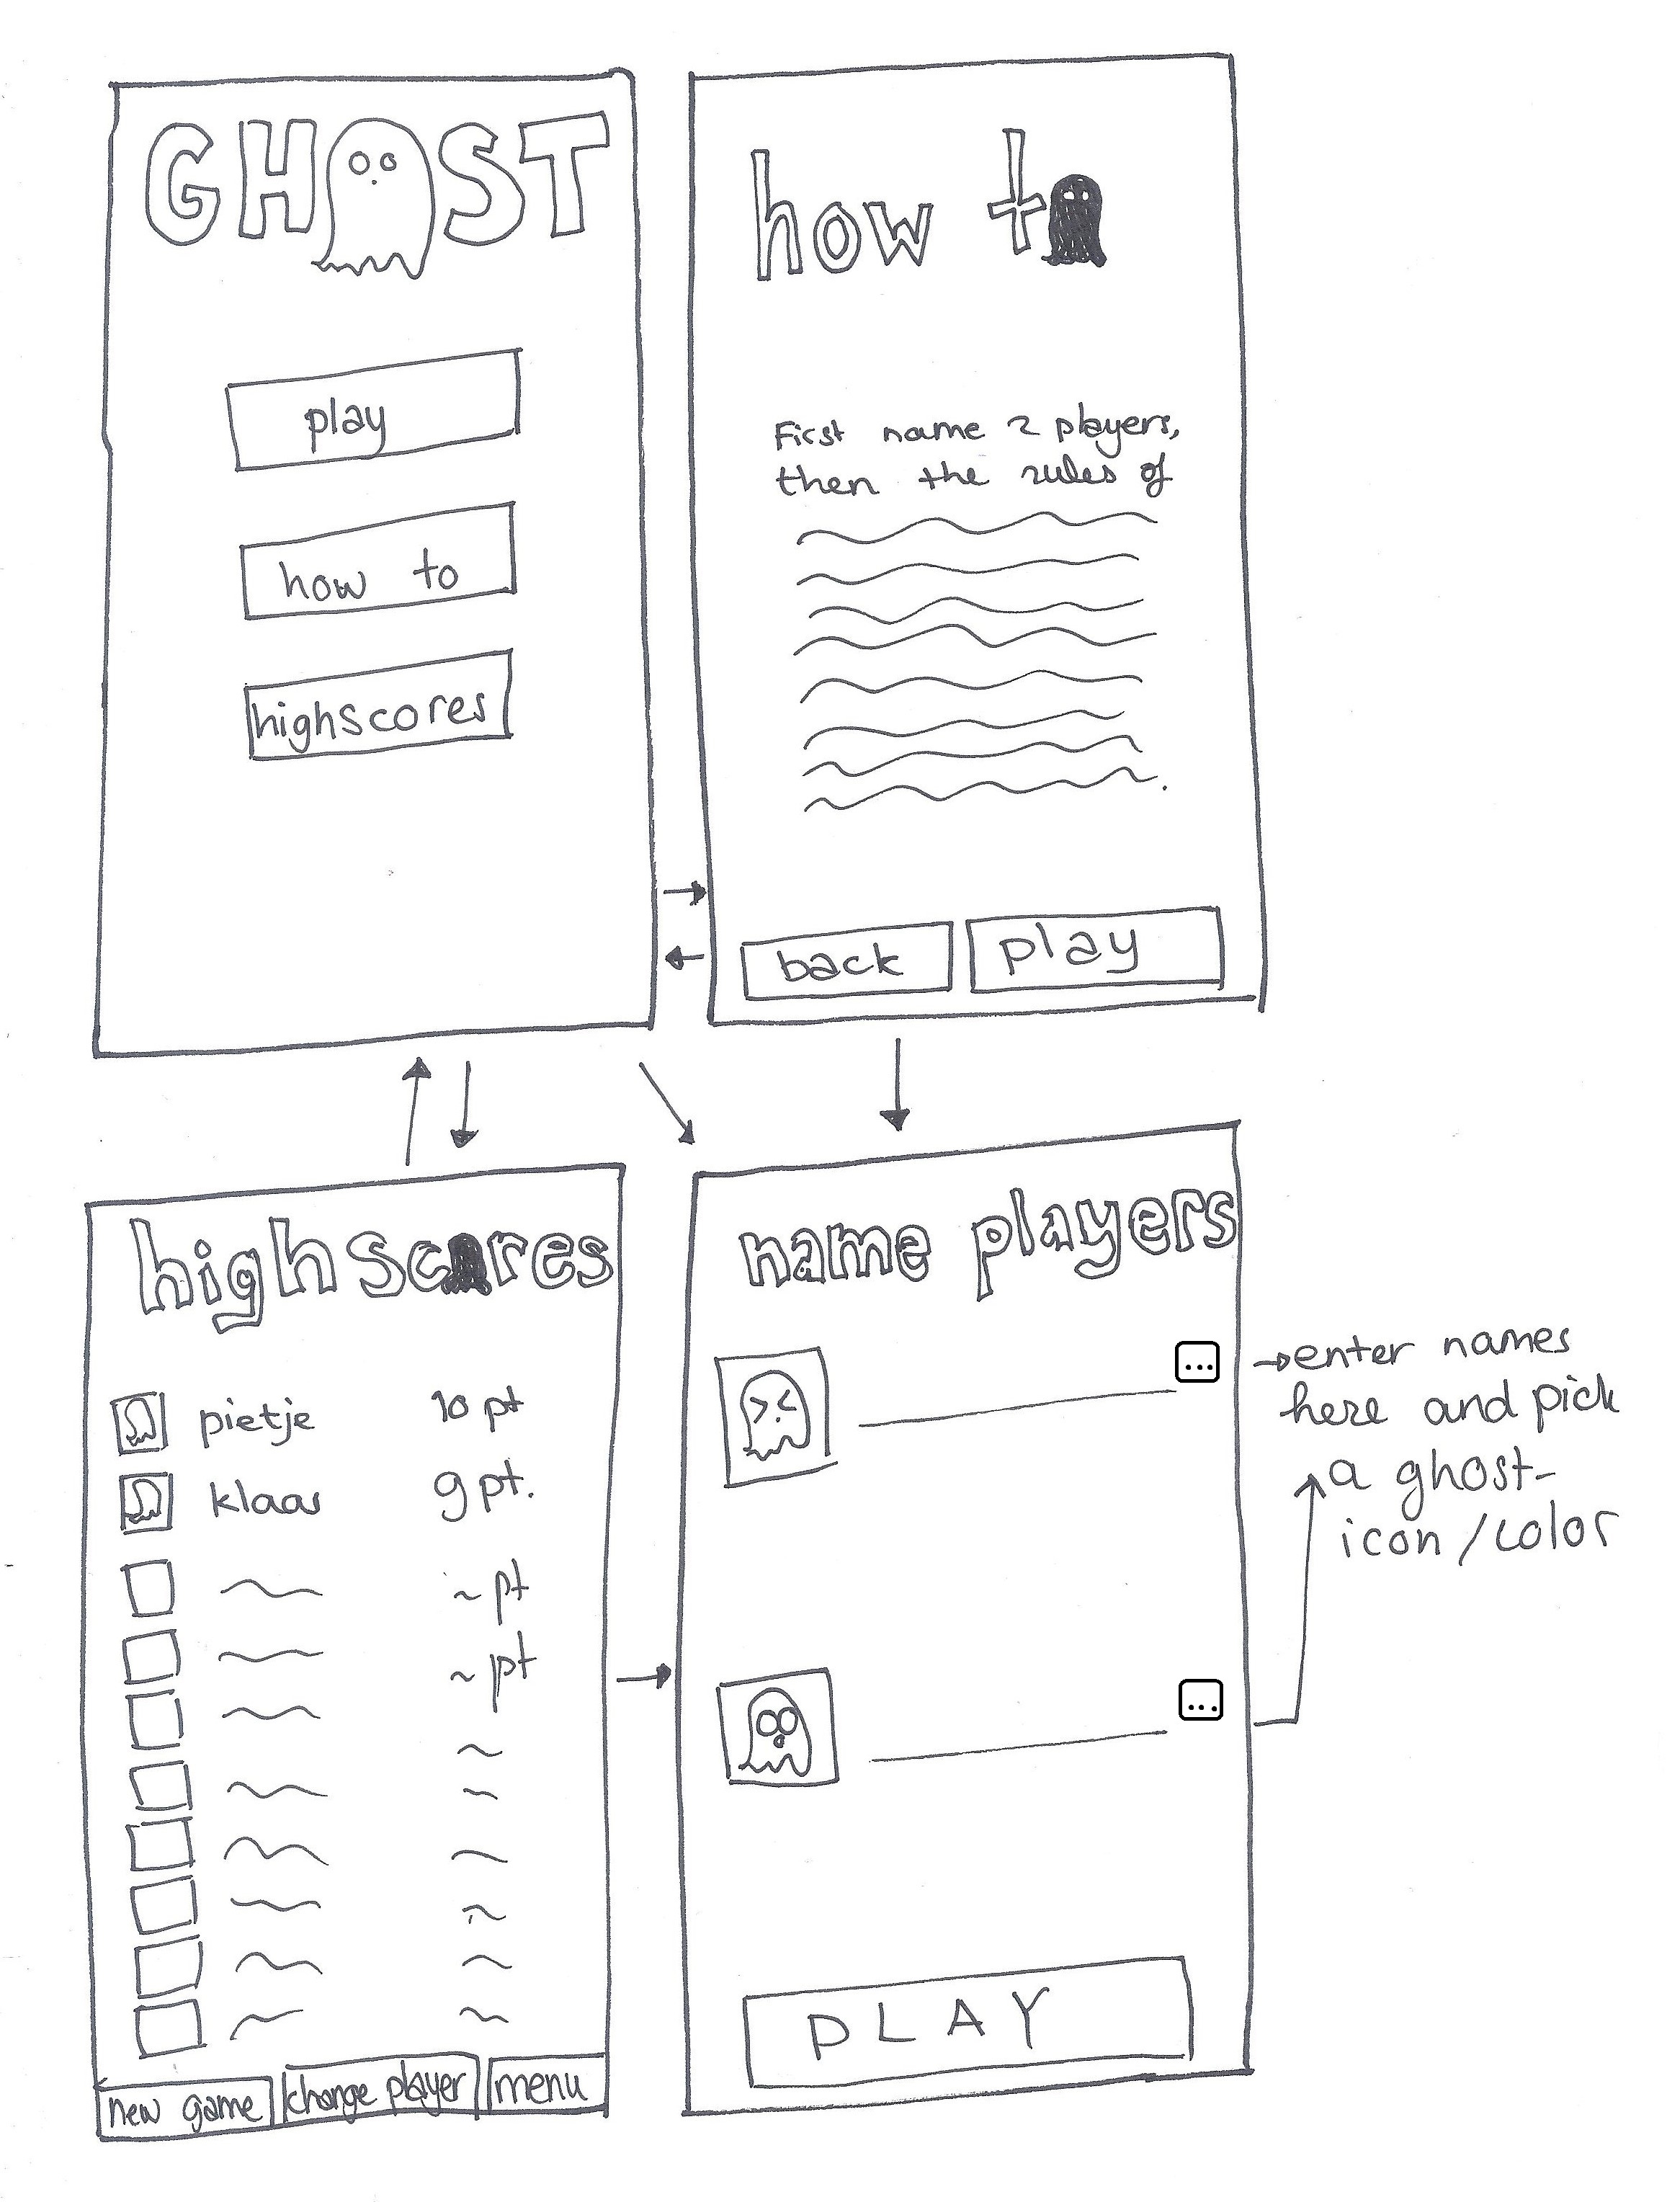 GHOST
play
how to
highscores
how to
First name 2 players,
then the rules of
back
play
highscores
pietje 10 pt
klaas 9 pt.
~ pt
~ pt
new game
change player
menu
name players
...
...
PLAY
→enter names
here and pick
a ghost-
icon/color